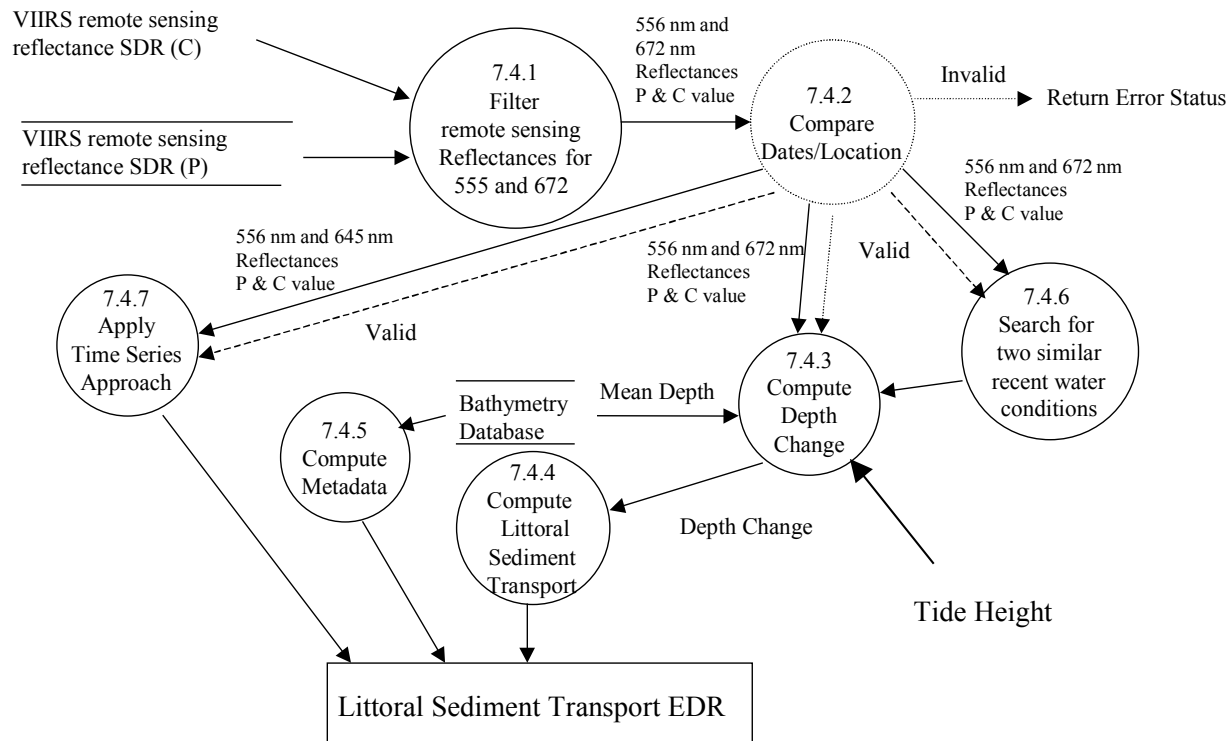 VIIRS remote sensing
reflectance SDR (C)
VIIRS remote sensing
reflectance SDR (P)
7.4.1
Filter
remote sensing
Reflectances for
555 and 672
556 nm and
672 nm
Reflectances
P & C value
7.4.2
Compare
Dates/Location
Invalid
Return Error Status
556 nm and 672 nm
Reflectances
P & C value
556 nm and 645 nm
Reflectances
P & C value
556 nm and 672 nm
Reflectances
P & C value
Valid
Valid
7.4.7
Apply
Time Series
Approach
7.4.6
Search for
two similar
recent water
conditions
7.4.3
Compute
Depth
Change
Mean Depth
Bathymetry
Database
7.4.5
Compute
Metadata
7.4.4
Compute
Littoral
Sediment
Transport
Depth Change
Tide Height
Littoral Sediment Transport EDR